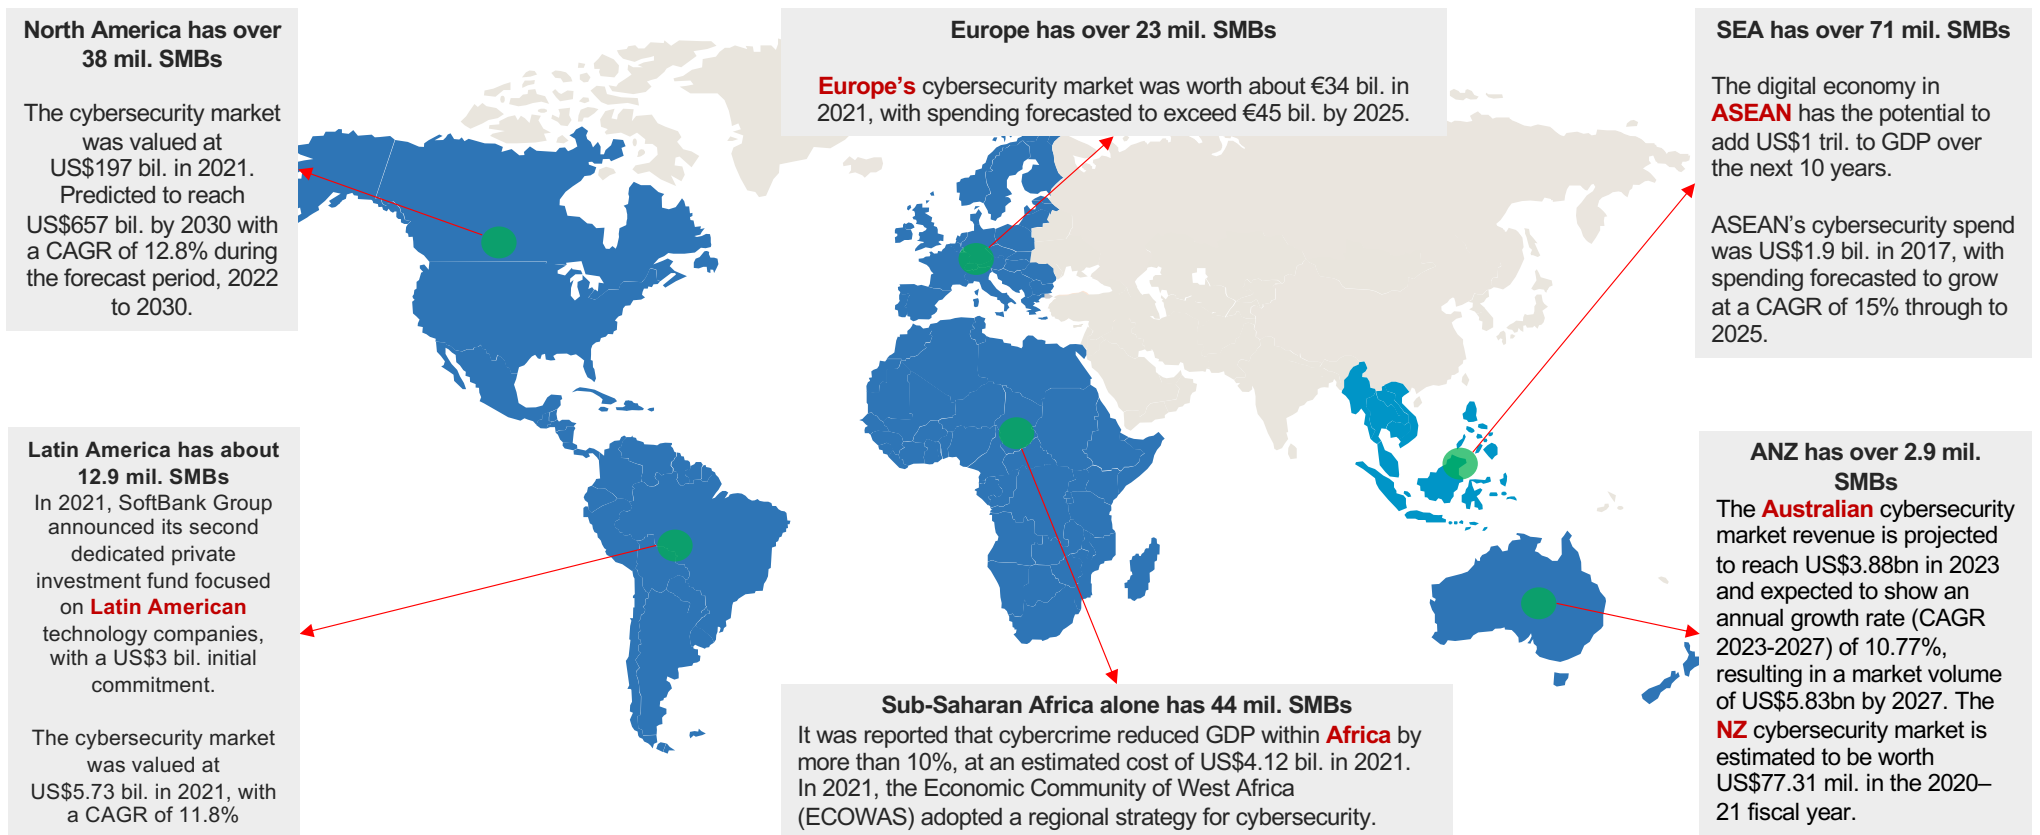 North America has over
38 mil. SMBs
The cybersecurity market
was valued at
US$197 bil. in 2021.
Predicted to reach
US$657 bil. by 2030 with
a CAGR of 12.8% during
the forecast period, 2022
to 2030.
Europe has over 23 mil. SMBs
Europe's cybersecurity market was worth about €34 bil. in
2021, with spending forecasted to exceed €45 bil. by 2025.
SEA has over 71 mil. SMBs
The digital economy in
ASEAN has the potential to
add US$1 tril. to GDP over
the next 10 years.
ASEAN's cybersecurity spend
was US$1.9 bil. in 2017, with
spending forecasted to grow
at a CAGR of 15% through to
2025.
Latin America has about
12.9 mil. SMBs
In 2021, SoftBank Group
announced its second
dedicated private
investment fund focused
on Latin American
technology companies,
with a US$3 bil. initial
commitment.
The cybersecurity market
was valued at
US$5.73 bil. in 2021, with
a CAGR of 11.8%
Sub-Saharan Africa alone has 44 mil. SMBs
It was reported that cybercrime reduced GDP within Africa by
more than 10%, at an estimated cost of US$4.12 bil. in 2021.
In 2021, the Economic Community of West Africa
(ECOWAS) adopted a regional strategy for cybersecurity.
ANZ has over 2.9 mil.
SMBs
The Australian cybersecurity
market revenue is projected
to reach US$3.88bn in 2023
and expected to show an
annual growth rate (CAGR
2023-2027) of 10.77%,
resulting in a market volume
of US$5.83bn by 2027. The
NZ cybersecurity market is
estimated to be worth
US$77.31 mil. in the 2020–
21 fiscal year.